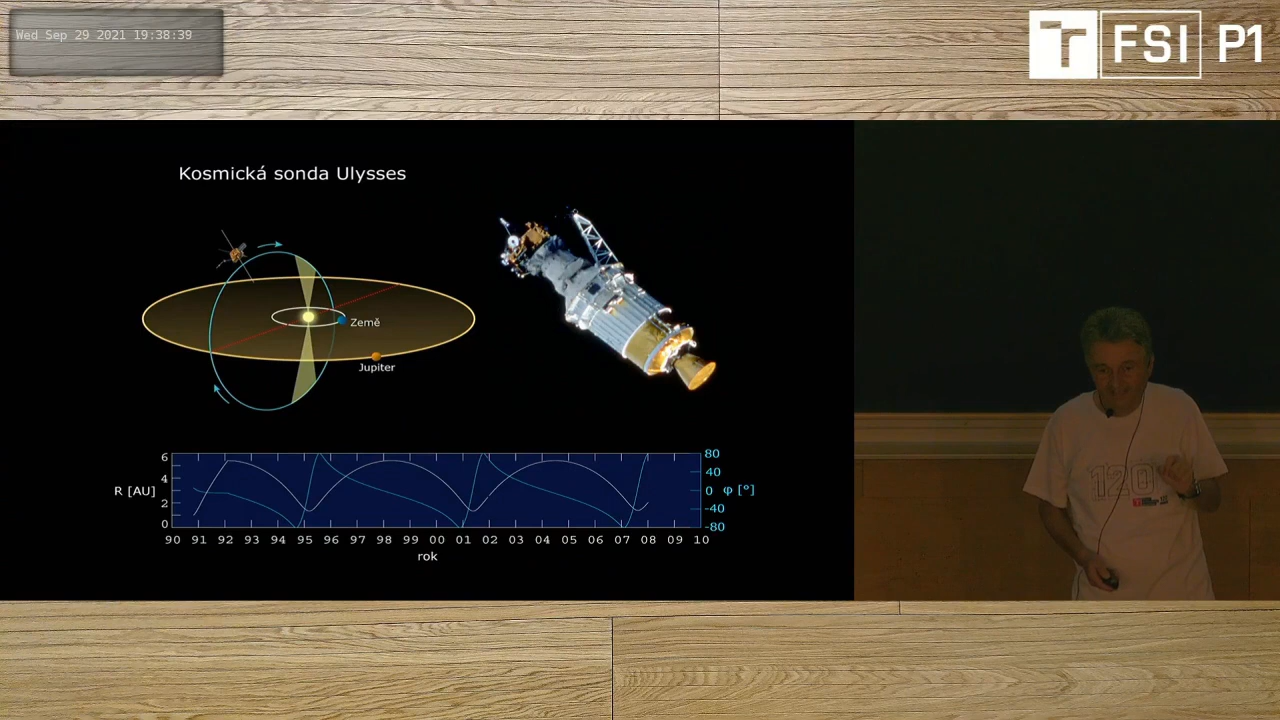 Wed Sep 29 2021 19:38:39
FSI P1
Kosmická sonda Ulysses
Země
Jupiter
6
4
2
0
R [AU]
80
40
0
-40
-80
φ [°]
90 91 92 93 94 95 96 97 98 99 00 01 02 03 04 05 06 07 08 09 10
rok
120